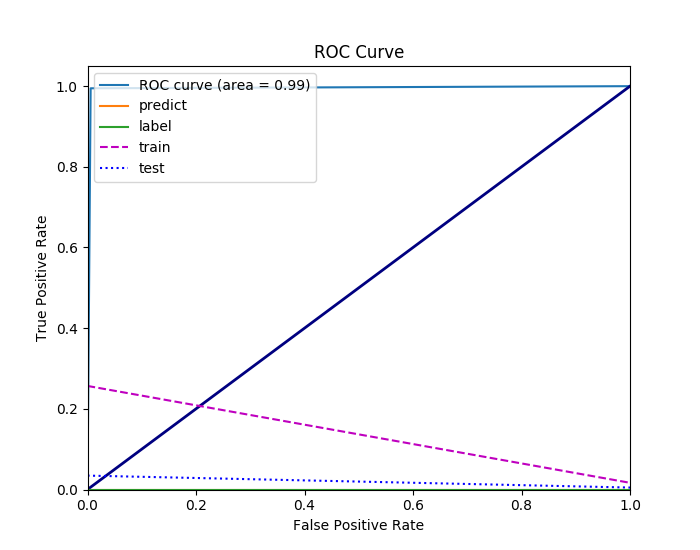 ROC Curve
ROC curve (area = 0.99)
predict
label
train
test
1.0
0.8
0.6
0.4
0.2
0.0
True Positive Rate
0.0 0.2 0.4 0.6 0.8 1.0
False Positive Rate